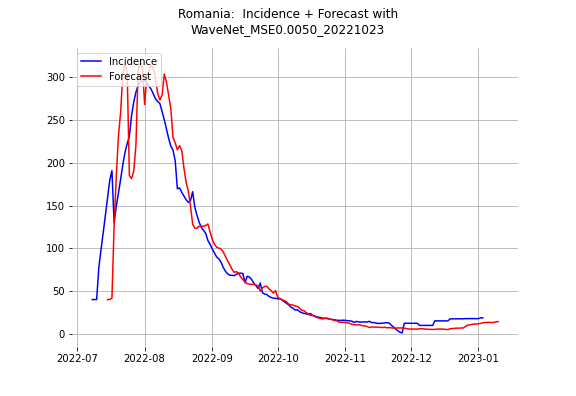 Romania:  Incidence + Forecast with
WaveNet_MSE0.0050_20221023
Incidence
Forecast
300
250
200
150
100
50
0
2022-07 2022-08 2022-09 2022-10 2022-11 2022-12 2023-01